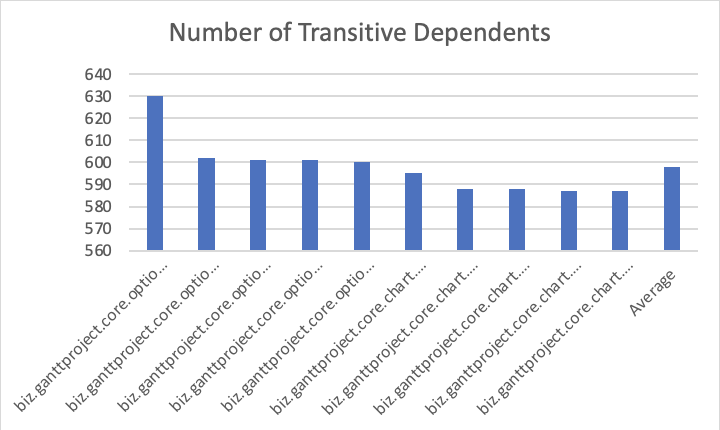 Number of Transitive Dependents
640
630
620
610
600
590
580
570
560
biz.ganttproject.core.optio...
biz.ganttproject.core.optio...
biz.ganttproject.core.optio...
biz.ganttproject.core.optio...
biz.ganttproject.core.optio...
biz.ganttproject.core.chart....
biz.ganttproject.core.chart....
biz.ganttproject.core.chart....
biz.ganttproject.core.chart....
biz.ganttproject.core.chart....
Average